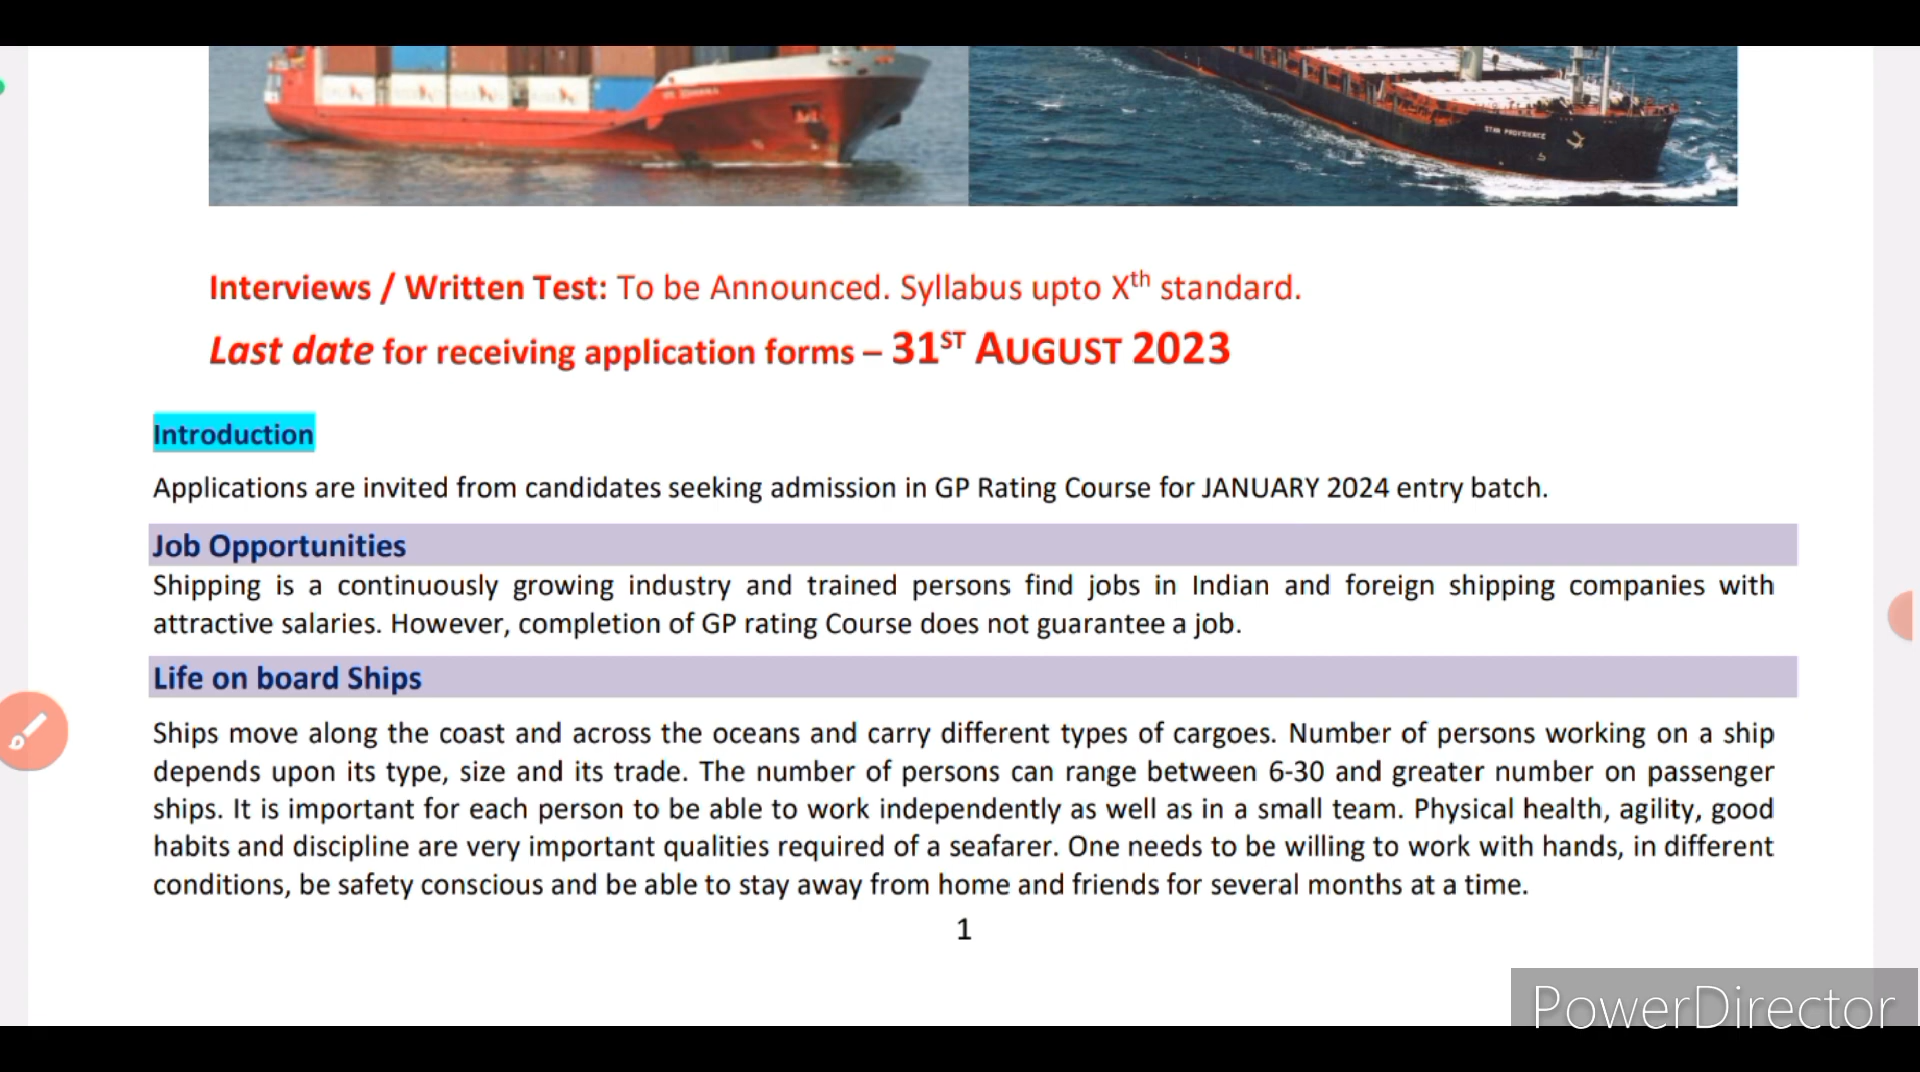 STAR PROVIDENCE
Interviews / Written Test: To be Announced. Syllabus upto Xth standard.
Last date for receiving application forms – 31ST AUGUST 2023
Introduction
Applications are invited from candidates seeking admission in GP Rating Course for JANUARY 2024 entry batch.
Job Opportunities
Shipping is a continuously growing industry and trained persons find jobs in Indian and foreign shipping companies with
attractive salaries. However, completion of GP rating Course does not guarantee a job.
Life on board Ships
Ships move along the coast and across the oceans and carry different types of cargoes. Number of persons working on a ship
depends upon its type, size and its trade. The number of persons can range between 6-30 and greater number on passenger
ships. It is important for each person to be able to work independently as well as in a small team. Physical health, agility, good
habits and discipline are very important qualities required of a seafarer. One needs to be willing to work with hands, in different
conditions, be safety conscious and be able to stay away from home and friends for several months at a time.
1
PowerDirector